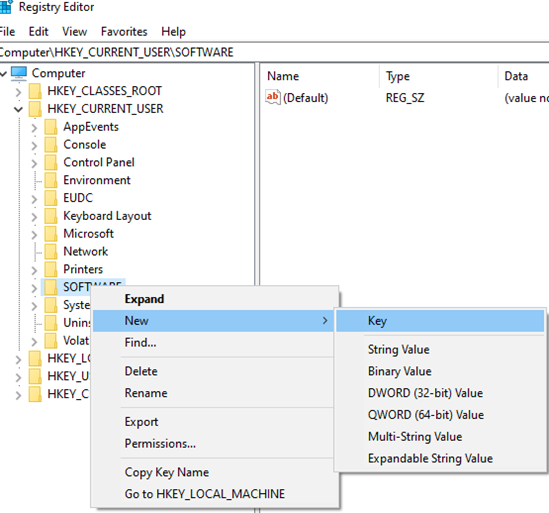 Registry Editor
File Edit View Favorites Help
Computer\HKEY_CURRENT_USER\SOFTWARE
Computer
HKEY_CLASSES_ROOT
HKEY_CURRENT_USER
AppEvents
Console
Control Panel
Environment
EUDC
Keyboard Layout
Microsoft
Network
Printers
SOFTWARE
Syste
Unins
Volat
HKEY_LO
HKEY_U
HKEY_C
Name Type Data
ab (Default) REG_SZ (value no
Expand
New
Find...
Delete
Rename
Export
Permissions...
Copy Key Name
Go to HKEY_LOCAL_MACHINE
Key
String Value
Binary Value
DWORD (32-bit) Value
QWORD (64-bit) Value
Multi-String Value
Expandable String Value